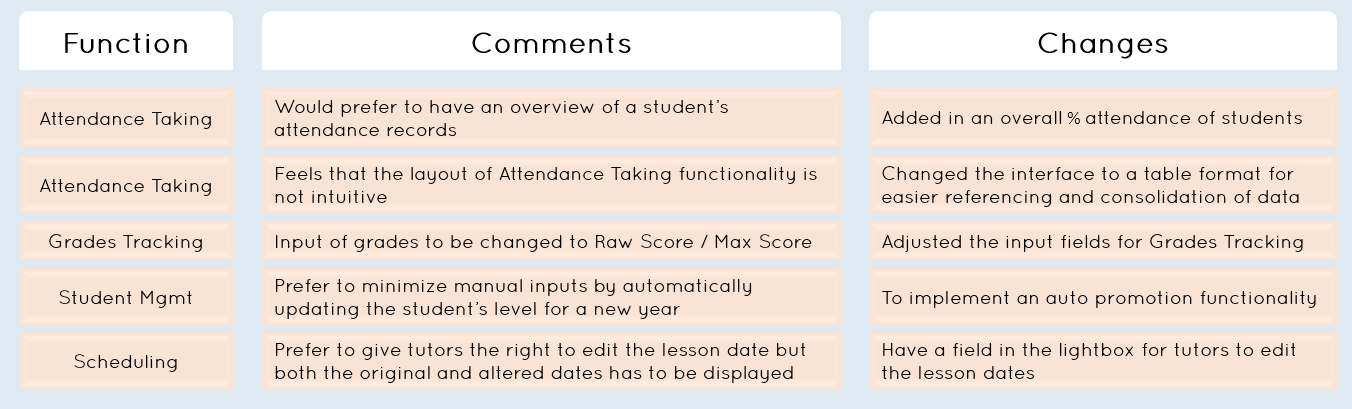 Function
Comments
Changes
Attendance Taking
Would prefer to have an overview of a student's
attendance records
Added in an overall % attendance of students
Attendance Taking
Feels that the layout of Attendance Taking functionality is
not intuitive
Changed the interface to a table format for
easier referencing and consolidation of data
Grades Tracking
Input of grades to be changed to Raw Score / Max Score
Adjusted the input fields for Grades Tracking
Student Mgmt
Prefer to minimize manual inputs by automatically
updating the student's level for a new year
To implement an auto promotion functionality
Scheduling
Prefer to give tutors the right to edit the lesson date but
both the original and altered dates has to be displayed
Have a field in the lightbox for tutors to edit
the lesson dates